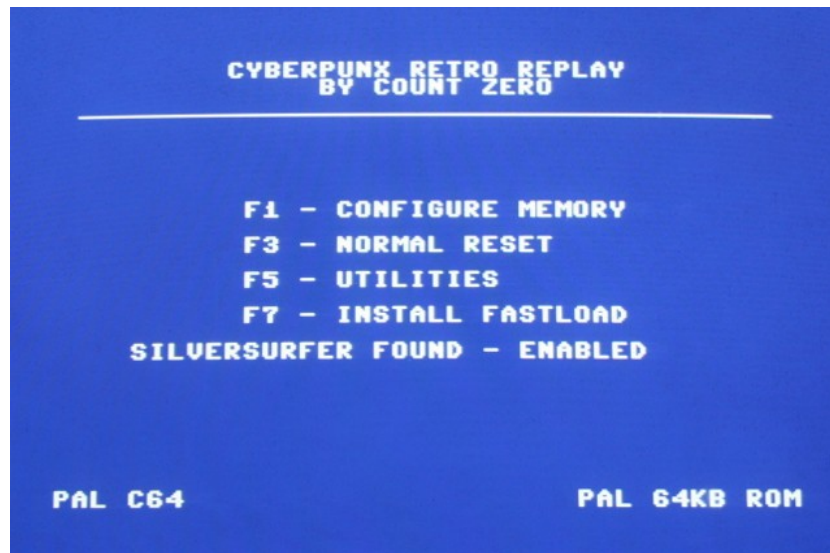 CYBERPUNX RETRO REPLAY
BY COUNT ZERO
F1 - CONFIGURE MEMORY
F3 - NORMAL RESET
F5 - UTILITIES
F7 - INSTALL FASTLOAD
SILVERSURFER FOUND - ENABLED
PAL C64
PAL 64KB ROM